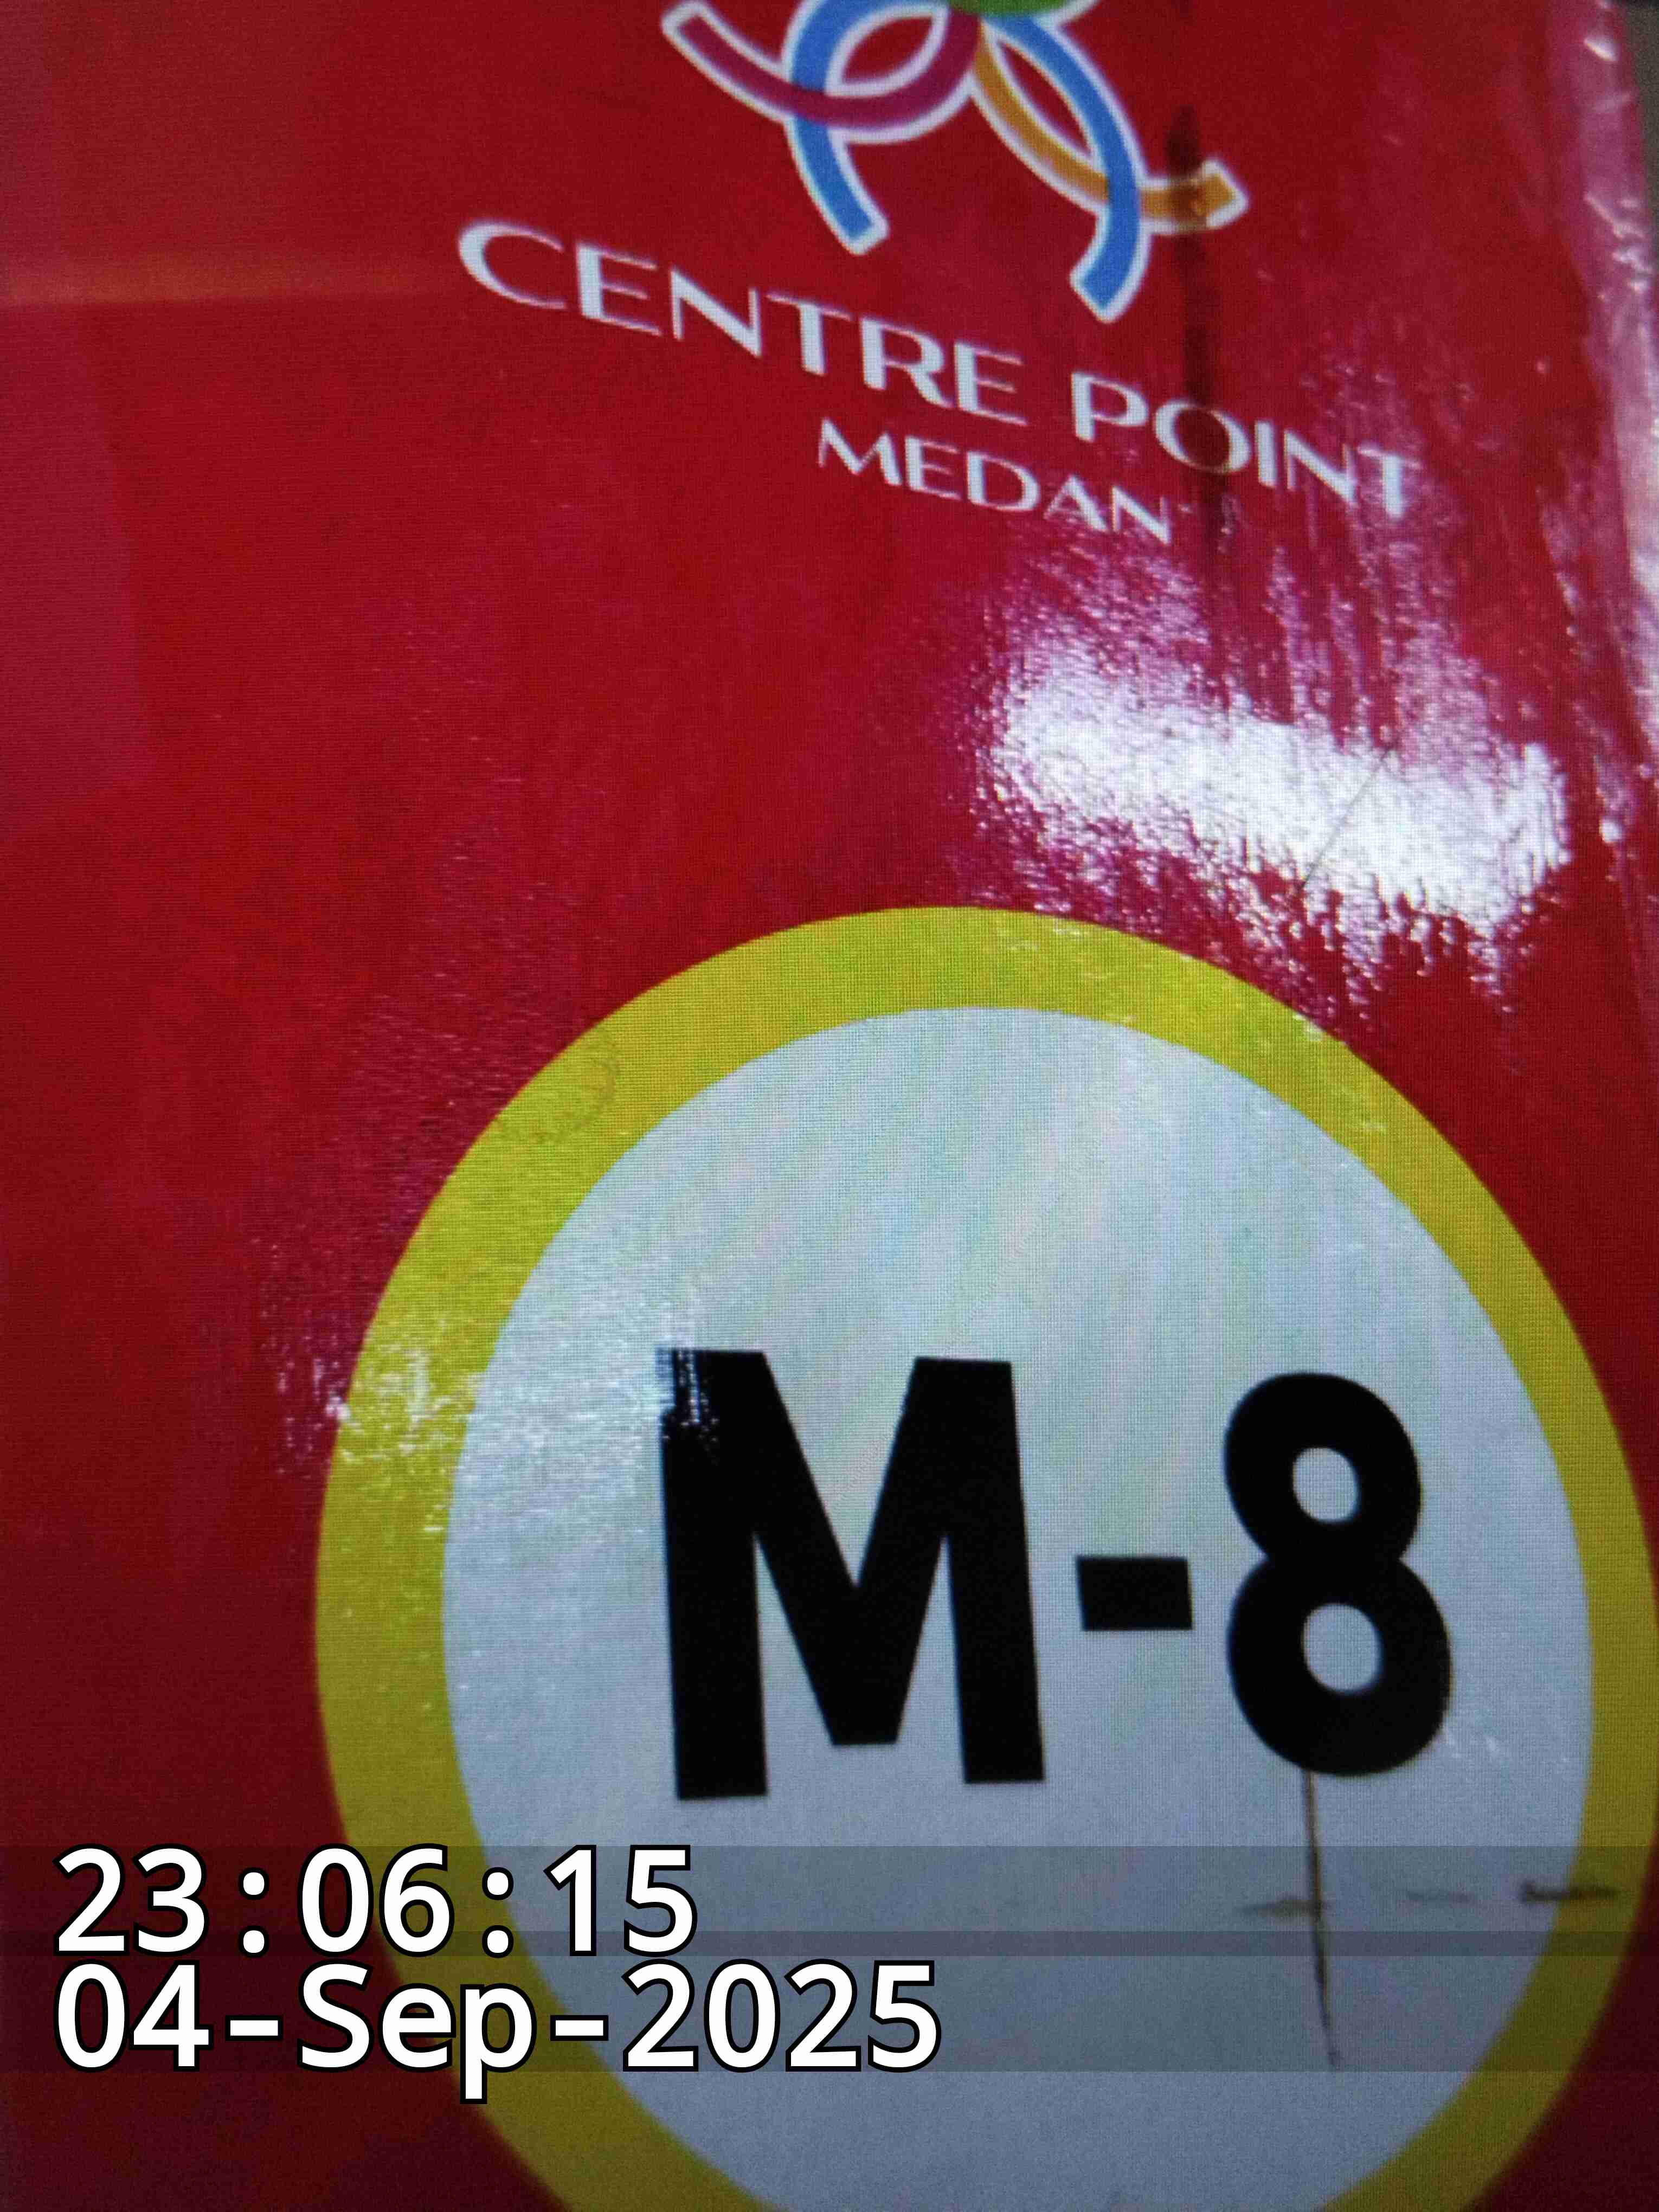 CENTRE POINT
MEDAN
M-8
23:06:15
04-Sep-2025